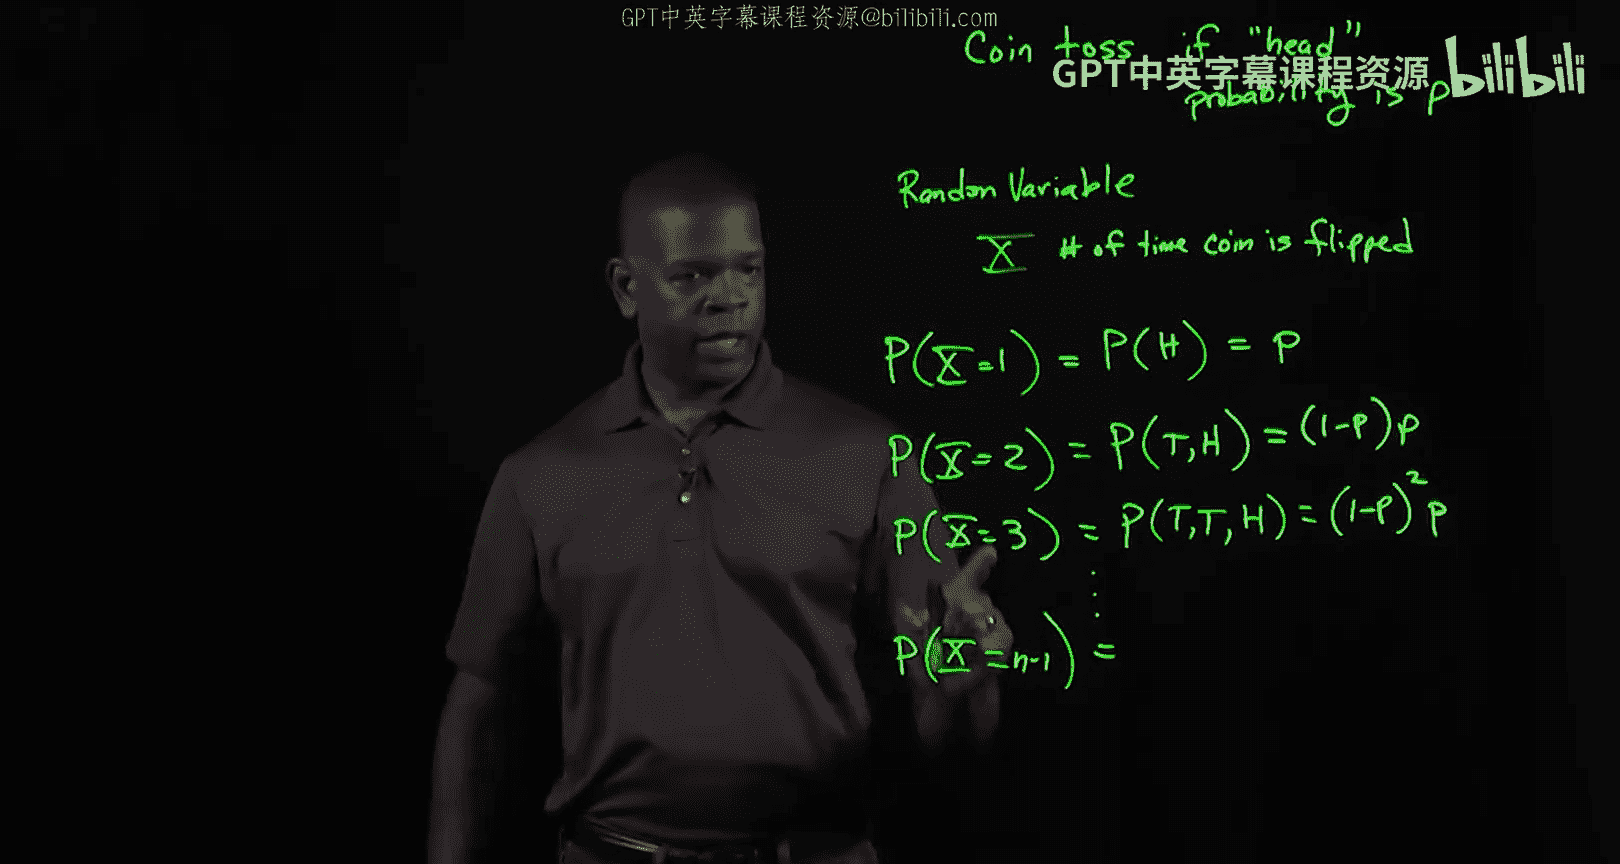 GPT中英字幕课程资源@bilibili.com
Coin toss if "head"
GPT中英字幕课程资源 bilibili
probability is p
Random Variable
X # of time coin is flipped
P(X=1) = P(H) = p
P(X=2) = P(T,H) = (1-p)p
P(X=3) = P(T,T,H) = (1-p)²p
⋮
P(X=n-1) =